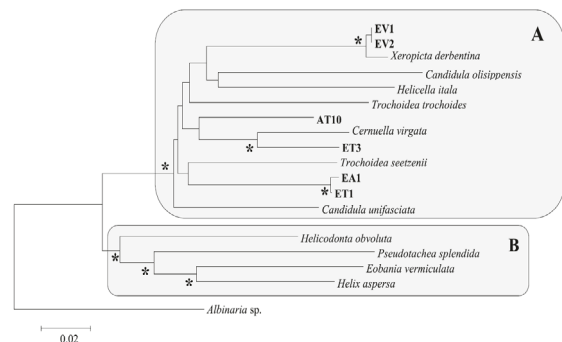 A
EV1
*
EV2
Xeropicta derbentina
Candidula olisippensis
Helicella itala
Trochoidea trochoides
AT10
Cernuella virgata
*
ET3
*
Trochoidea seetzenii
EA1
*
ET1
Candidula unifasciata
B
Helicodonta obvoluta
*
Pseudotachea splendida
*
Eobania vermiculata
*
Helix aspersa
Albinaria sp.
0.02